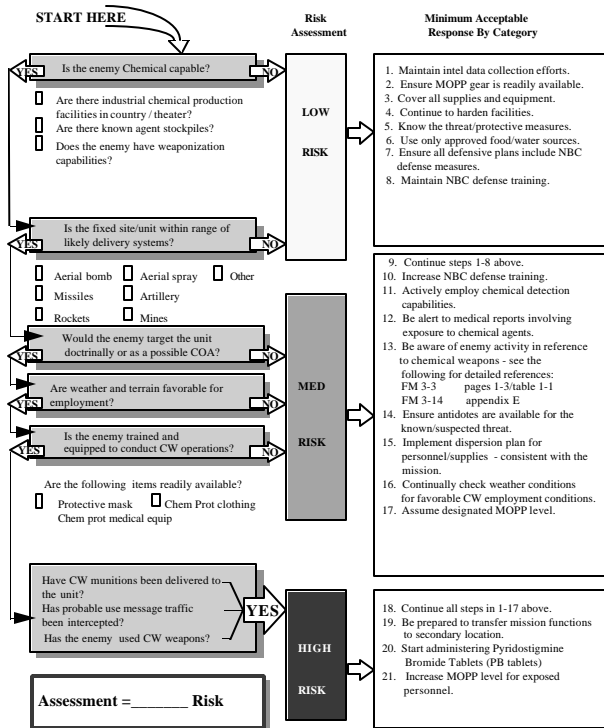 START HERE
Risk
Assessment
Minimum Acceptable
Response By Category
YES
Is the enemy Chemical capable?
NO
Are there industrial chemical production
facilities in country / theater?
Are there known agent stockpiles?
Does the enemy have weaponization
capabilities?
LOW
RISK
1. Maintain intel data collection efforts.
2. Ensure MOPP gear is readily available.
3. Cover all supplies and equipment.
4. Continue to harden facilities.
5. Know the threat/protective measures.
6. Use only approved food/water sources.
7. Ensure all defensive plans include NBC
defense measures.
8. Maintain NBC defense training.
YES
Is the fixed site/unit within range of
likely delivery systems?
NO
Aerial bomb Aerial spray Other
Missiles Artillery
Rockets Mines
YES
Would the enemy target the unit
doctrinally or as a possible COA?
NO
YES
Are weather and terrain favorable for
employment?
NO
YES
Is the enemy trained and
equipped to conduct CW operations?
NO
Are the following items readily available?
Protective mask Chem Prot clothing
Chem prot medical equip
MED
RISK
9. Continue steps 1-8 above.
10. Increase NBC defense training.
11. Actively employ chemical detection
capabilities.
12. Be alert to medical reports involving
exposure to chemical agents.
13. Be aware of enemy activity in reference
to chemical weapons - see the
following for detailed references:
FM 3-3 pages 1-3/table 1-1
FM 3-14 appendix E
14. Ensure antidotes are available for the
known/suspected threat.
15. Implement dispersion plan for
personnel/supplies - consistent with the
mission.
16. Continually check weather conditions
for favorable CW employment conditions.
17. Assume designated MOPP level.
Have CW munitions been delivered to
the unit?
Has probable use message traffic
been intercepted?
Has the enemy used CW weapons?
YES
HIGH
RISK
18. Continue all steps in 1-17 above.
19. Be prepared to transfer mission functions
to secondary location.
20. Start administering Pyridostigmine
Bromide Tablets (PB tablets)
21. Increase MOPP level for exposed
personnel.
Assessment =_______ Risk